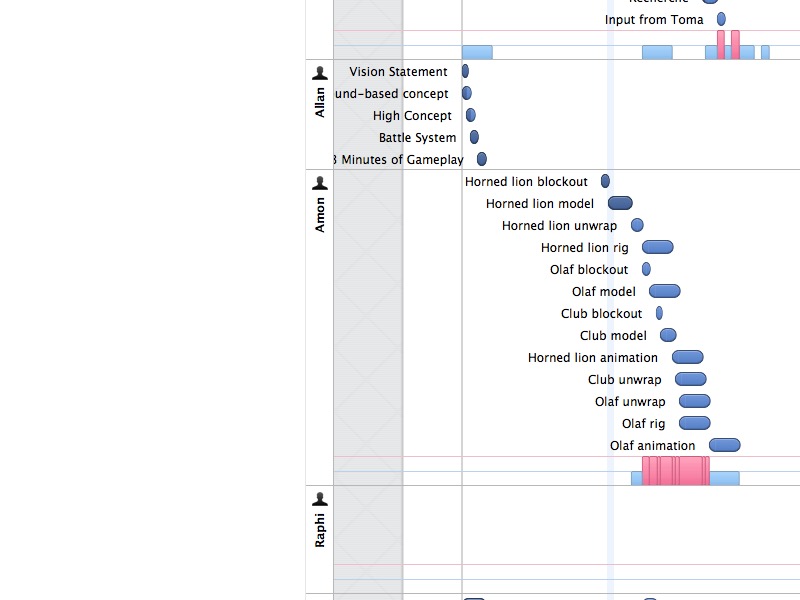 Input from Toma
Allan
Vision Statement
und-based concept
High Concept
Battle System
3 Minutes of Gameplay
Amon
Horned lion blockout
Horned lion model
Horned lion unwrap
Horned lion rig
Olaf blockout
Olaf model
Club blockout
Club model
Horned lion animation
Club unwrap
Olaf unwrap
Olaf rig
Olaf animation
Raphi